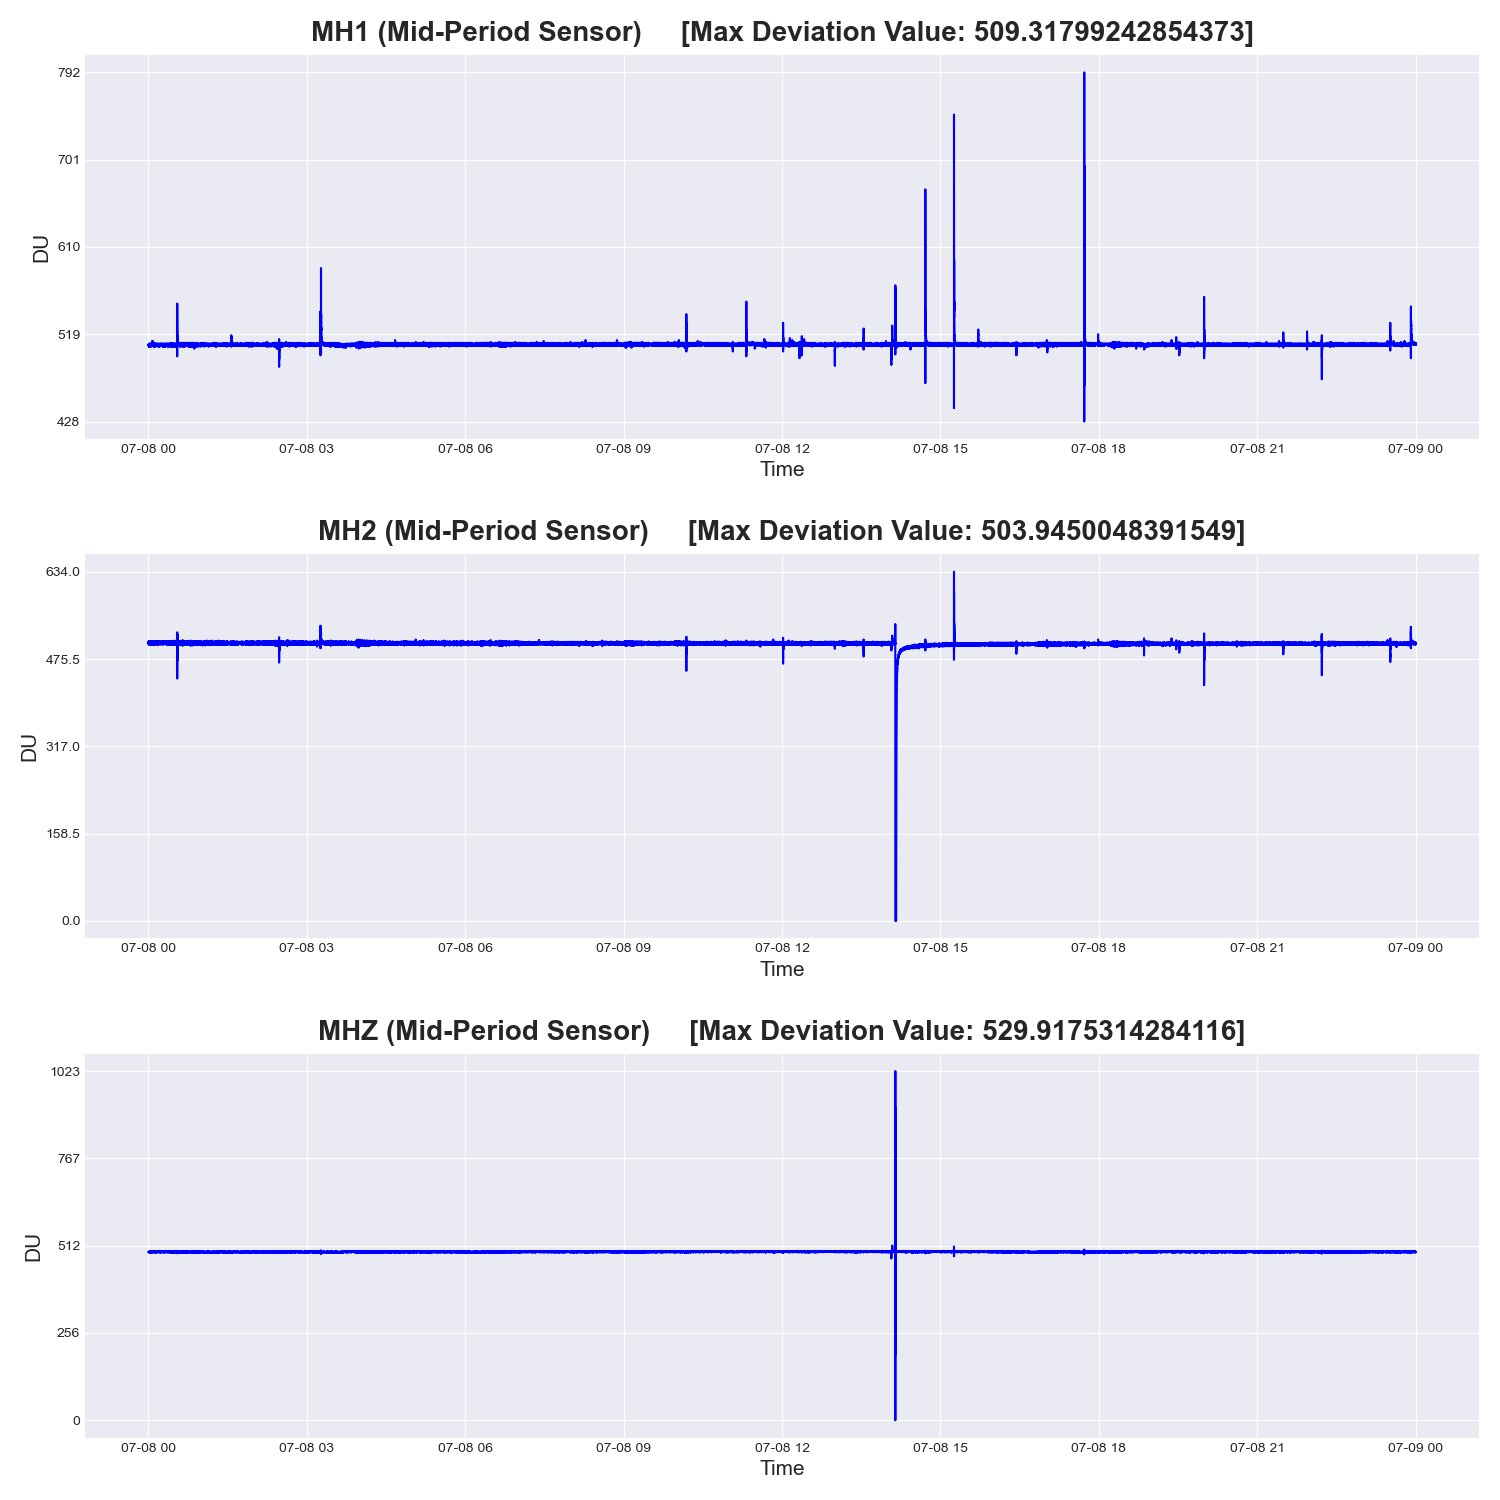 MH1 (Mid-Period Sensor) [Max Deviation Value: 509.31799242854373]
792
701
610
519
428
DU
07-08 00 07-08 03 07-08 06 07-08 09 07-08 12 07-08 15 07-08 18 07-08 21 07-09 00
Time
MH2 (Mid-Period Sensor) [Max Deviation Value: 503.9450048391549]
634.0
475.5
317.0
158.5
0.0
DU
07-08 00 07-08 03 07-08 06 07-08 09 07-08 12 07-08 15 07-08 18 07-08 21 07-09 00
Time
MHZ (Mid-Period Sensor) [Max Deviation Value: 529.9175314284116]
1023
767
512
256
0
DU
07-08 00 07-08 03 07-08 06 07-08 09 07-08 12 07-08 15 07-08 18 07-08 21 07-09 00
Time